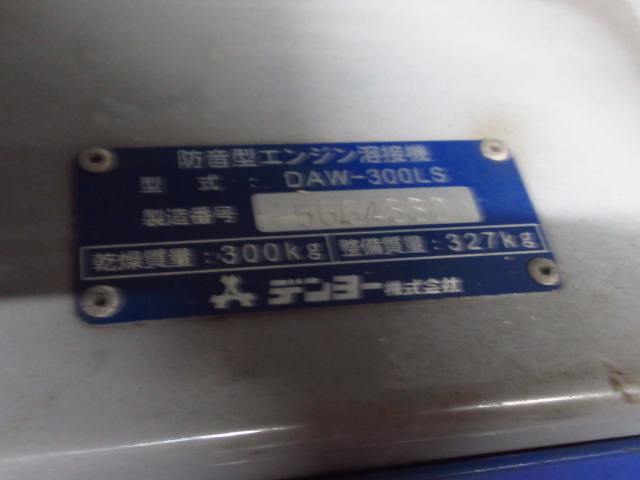 防音型エンジン溶接機
型式: DAW-300LS
製造番号
乾燥質量:300kg 整備質量:327kg
デンヨー株式会社